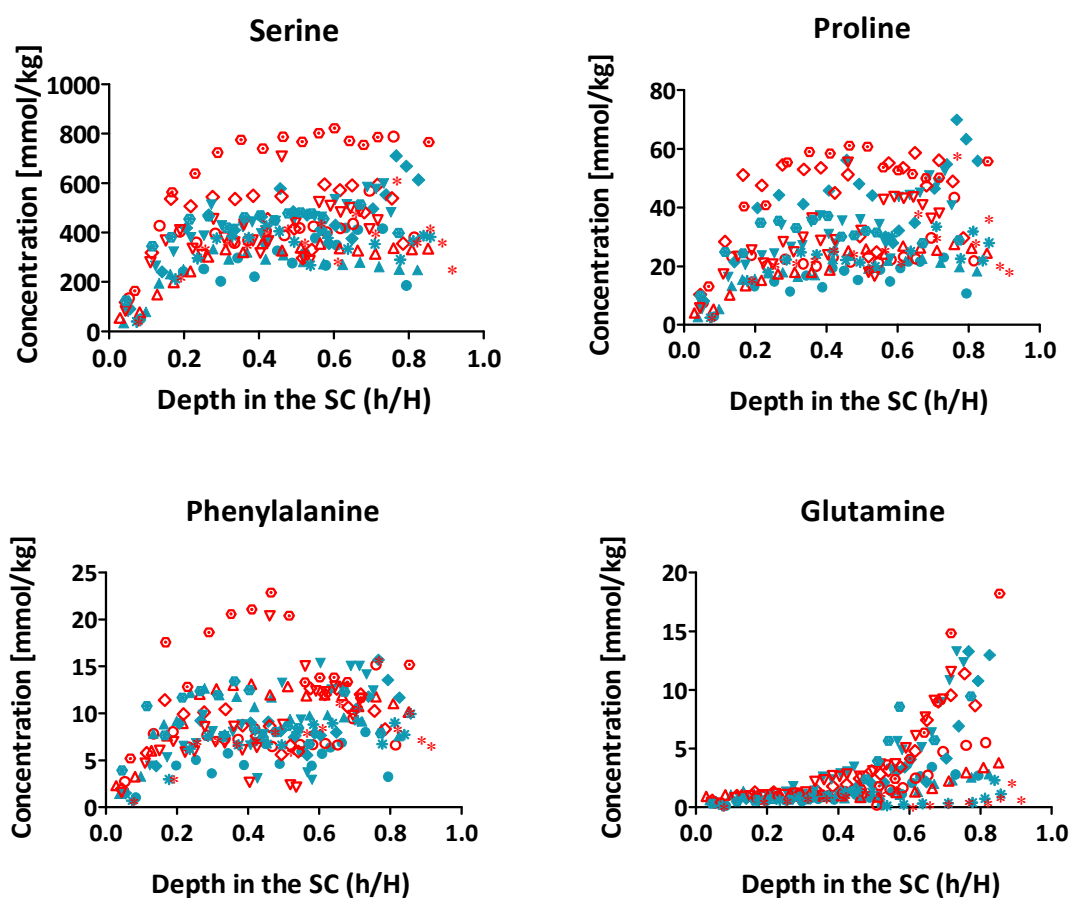 Serine
Concentration [mmol/kg]
1000
800
600
400
200
0
0.0 0.2 0.4 0.6 0.8 1.0
Depth in the SC (h/H)
Proline
Concentration [mmol/kg]
80
60
40
20
0
0.0 0.2 0.4 0.6 0.8 1.0
Depth in the SC (h/H)
Phenylalanine
Concentration [mmol/kg]
25
20
15
10
5
0
0.0 0.2 0.4 0.6 0.8 1.0
Depth in the SC (h/H)
Glutamine
Concentration [mmol/kg]
20
15
10
5
0
0.0 0.2 0.4 0.6 0.8 1.0
Depth in the SC (h/H)